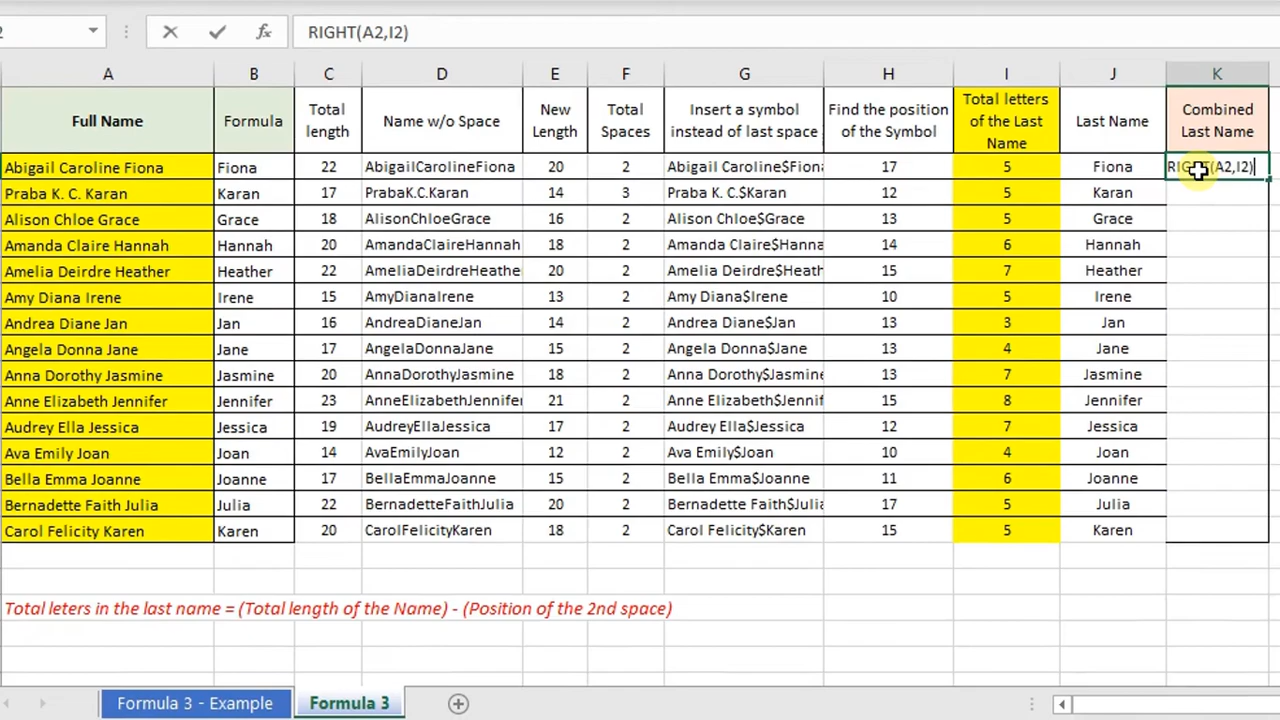 2 RIGHT(A2,I2)
A B C D E F G H I J K
Full Name Formula Total length Name w/o Space New Length Total Spaces Insert a symbol instead of last space Find the position of the Symbol Total letters of the Last Name Last Name Combined Last Name
Abigail Caroline Fiona Fiona 22 AbigailCarolineFiona 20 2 Abigail Caroline$Fiona 17 5 Fiona RIGHT(A2,I2)
Praba K. C. Karan Karan 17 PrabaK.C.Karan 14 3 Praba K. C.$Karan 12 5 Karan
Alison Chloe Grace Grace 18 AlisonChloeGrace 16 2 Alison Chloe$Grace 13 5 Grace
Amanda Claire Hannah Hannah 20 AmandaClaireHannah 18 2 Amanda Claire$Hanna 14 6 Hannah
Amelia Deirdre Heather Heather 22 AmeliaDeirdreHeathe 20 2 Amelia Deirdre$Heath 15 7 Heather
Amy Diana Irene Irene 15 AmyDianaIrene 13 2 Amy Diana$Irene 10 5 Irene
Andrea Diane Jan Jan 16 AndreaDianeJan 14 2 Andrea Diane$Jan 13 3 Jan
Angela Donna Jane Jane 17 AngelaDonnaJane 15 2 Angela Donna$Jane 13 4 Jane
Anna Dorothy Jasmine Jasmine 20 AnnaDorothyJasmine 18 2 Anna Dorothy$Jasmine 13 7 Jasmine
Anne Elizabeth Jennifer Jennifer 23 AnneElizabethJennifer 21 2 Anne Elizabeth$Jennif 15 8 Jennifer
Audrey Ella Jessica Jessica 19 AudreyEllaJessica 17 2 Audrey Ella$Jessica 12 7 Jessica
Ava Emily Joan Joan 14 AvaEmilyJoan 12 2 Ava Emily$Joan 10 4 Joan
Bella Emma Joanne Joanne 17 BellaEmmaJoanne 15 2 Bella Emma$Joanne 11 6 Joanne
Bernadette Faith Julia Julia 22 BernadetteFaithJulia 20 2 Bernadette Faith$Julia 17 5 Julia
Carol Felicity Karen Karen 20 CarolFelicityKaren 18 2 Carol Felicity$Karen 15 5 Karen
Total leters in the last name = (Total length of the Name) - (Position of the 2nd space)
Formula 3 - Example Formula 3